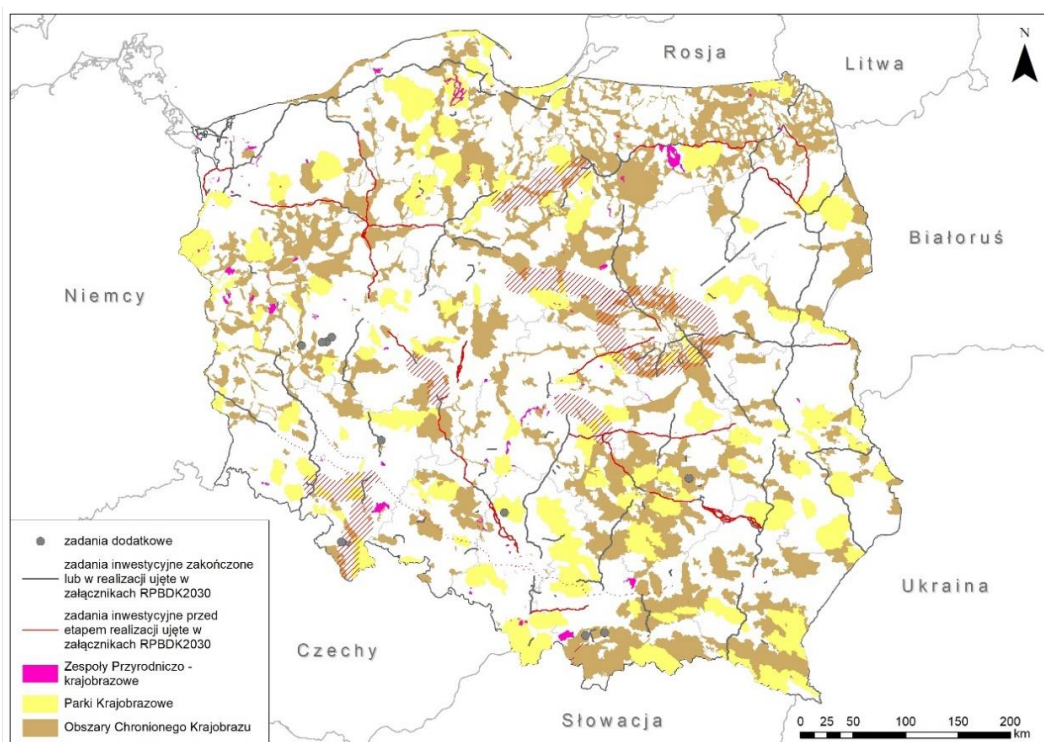 Rosja
Litwa
N
Białoruś
Niemcy
Ukraina
Czechy
Słowacja
zadania dodatkowe
zadania inwestycyjne zakończone
lub w realizacji ujęte w
załącznikach RPBDK2030
zadania inwestycyjne przed
etapem realizacji ujęte w
załącznikach RPBDK2030
Zespoły Przyrodniczo -
krajobrazowe
Parki Krajobrazowe
Obszary Chronionego Krajobrazu
0 25 50 100 150 200
km